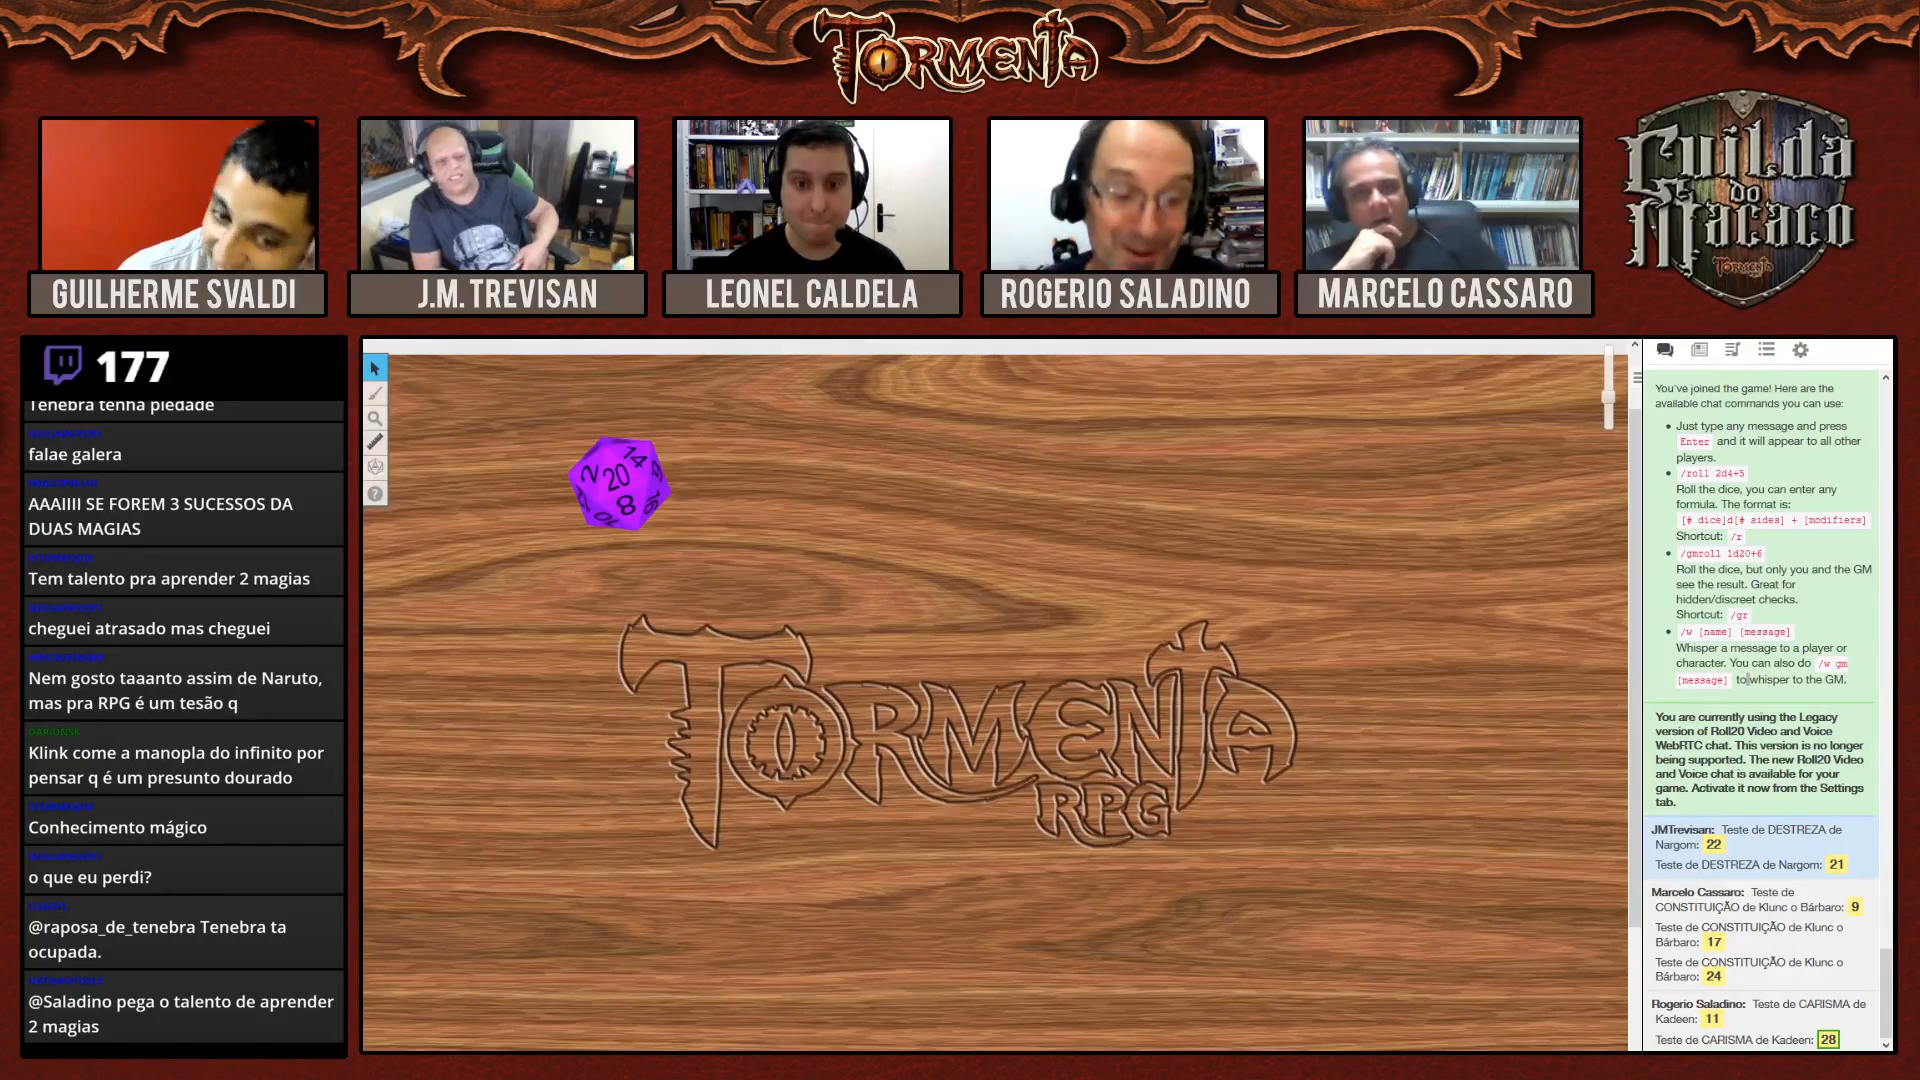 TORMENTA
GUILDA
DO
MACACO
TORMENTA
GUILHERME SVALDI
J.M. TREVISAN
LEONEL CALDELA
ROGERIO SALADINO
MARCELO CASSARO
177
Tenebra tenha piedade
falae galera
AAAIIII SE FOREM 3 SUCESSOS DA
DUAS MAGIAS
Tem talento pra aprender 2 magias
cheguei atrasado mas cheguei
Nem gosto taaanto assim de Naruto,
mas pra RPG é um tesão q
DARIUNSK
Klink come a manopla do infinito por
pensar q é um presunto dourado
Conhecimento mágico
o que eu perdi?
@raposa_de_tenebra Tenebra ta
ocupada.
@Saladino pega o talento de aprender
2 magias
2
14
20
8
TORMENTA
RPG
You've joined the game! Here are the
available chat commands you can use:
Just type any message and press
Enter and it will appear to all other
players.
/roll 2d4+5
Roll the dice, you can enter any
formula. The format is:
[# dice]d[# sides] + [modifiers]
Shortcut: /r
/gmroll 1d20+6
Roll the dice, but only you and the GM
see the result. Great for
hidden/discreet checks.
Shortcut: /gr
/w [name] [message]
Whisper a message to a player or
character. You can also do /w gm
[message] to whisper to the GM.
You are currently using the Legacy
version of Roll20 Video and Voice
WebRTC chat. This version is no longer
being supported. The new Roll20 Video
and Voice chat is available for your
game. Activate it now from the Settings
tab.
JMTrevisan: Teste de DESTREZA de
Nargom: 22
Teste de DESTREZA de Nargom: 21
Marcelo Cassaro: Teste de
CONSTITUIÇÃO de Klunc o Bárbaro: 9
Teste de CONSTITUIÇÃO de Klunc o
Bárbaro: 17
Teste de CONSTITUIÇÃO de Klunc o
Bárbaro: 24
Rogerio Saladino: Teste de CARISMA de
Kadeen: 11
Teste de CARISMA de Kadeen: 28